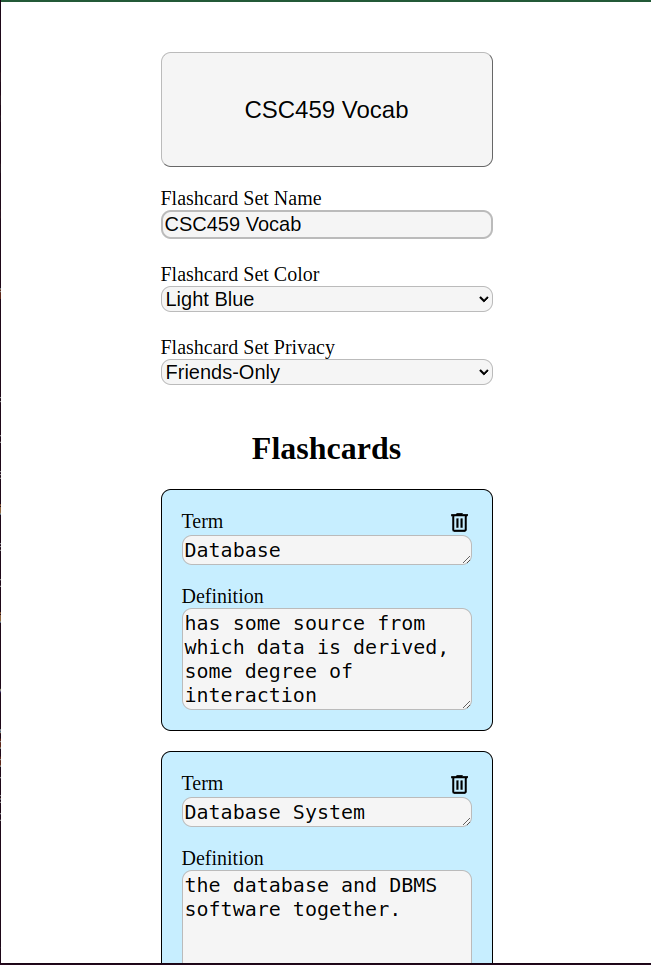 CSC459 Vocab
Flashcard Set Name
CSC459 Vocab
Flashcard Set Color
Light Blue
Flashcard Set Privacy
Friends-Only
Flashcards
Term
Database
Definition
has some source from
which data is derived,
some degree of
interaction
Term
Database System
Definition
the database and DBMS
software together.